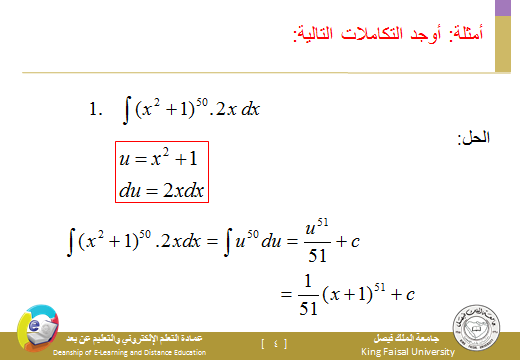 أمثلة: أوجد التكاملات التالية:
1. ∫(x² + 1)⁵⁰.2x dx
الحل:
u = x² + 1
du = 2xdx
∫(x² + 1)⁵⁰.2xdx = ∫u⁵⁰ du = u⁵¹/51 + c
= 1/51 (x + 1)⁵¹ + c
جامعة الملك فيصل
King Faisal University
[ ٤ ]
عمادة التعلم الإلكتروني والتعليم عن بعد
Deanship of E-Learning and Distance Education